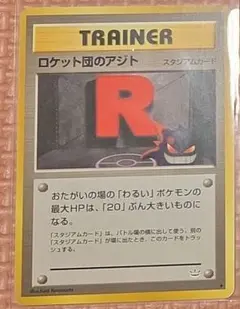 TRAINER
ロケット団のアジト
スタジアムカード
R
おたがいの場の「わるい」ポケモンの
最大HPは、「20」ぶん大きいものに
なる。
「スタジアムカード」は、バトル場の横に出して使う。別の
「スタジアムカード」が場に出たとき、このカードをトラッ
シュする。